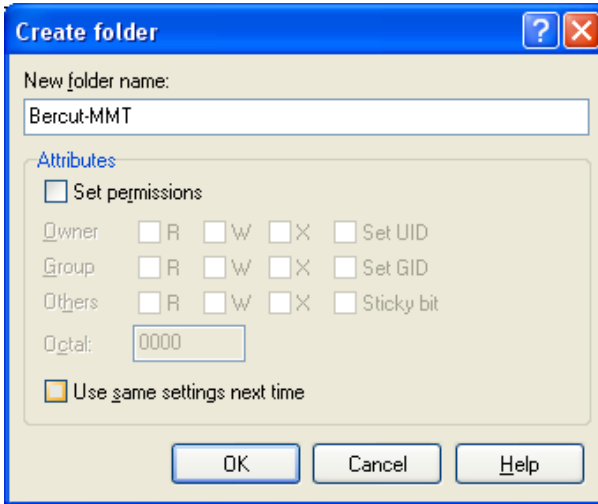 Create folder
New folder name:
Bercut-MMT
Attributes
Set permissions
Owner R W X Set UID
Group R W X Set GID
Others R W X Sticky bit
Octal: 0000
Use same settings next time
OK Cancel Help